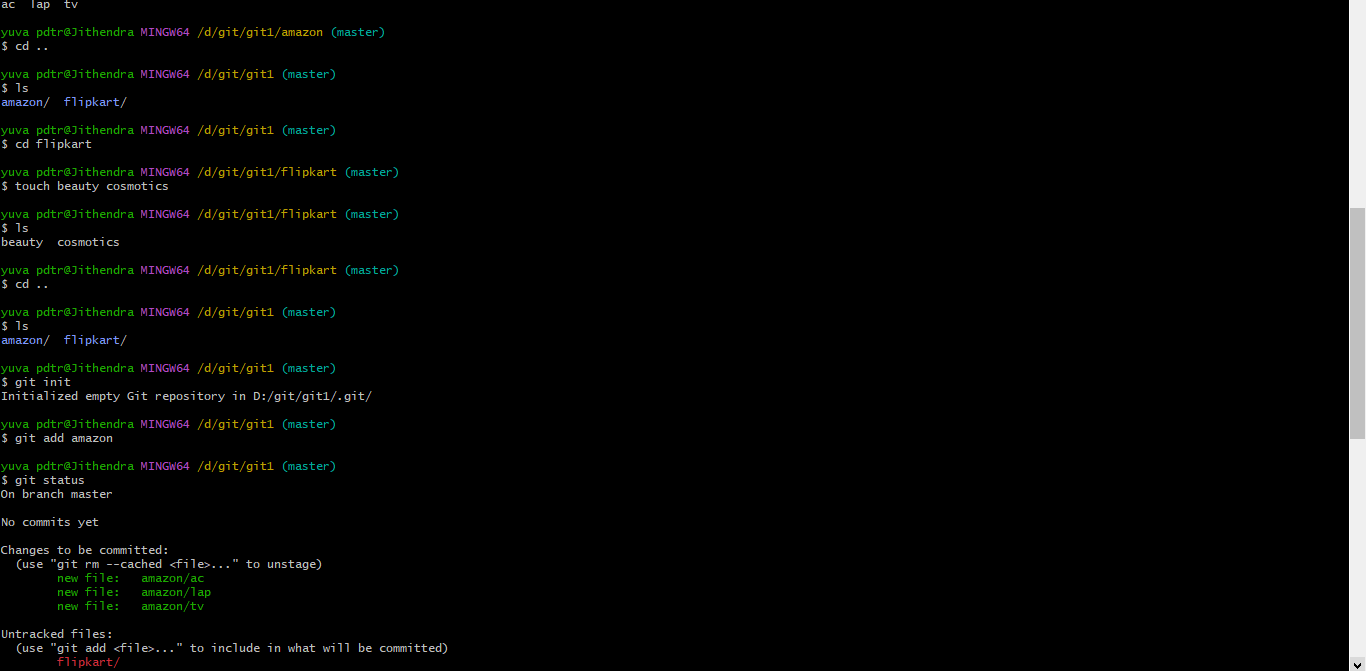 ac  lap  tv
yuva pdtr@Jithendra MINGW64 /d/git/git1/amazon (master)
$ cd ..
yuva pdtr@Jithendra MINGW64 /d/git/git1 (master)
$ ls
amazon/  flipkart/
yuva pdtr@Jithendra MINGW64 /d/git/git1 (master)
$ cd flipkart
yuva pdtr@Jithendra MINGW64 /d/git/git1/flipkart (master)
$ touch beauty cosmotics
yuva pdtr@Jithendra MINGW64 /d/git/git1/flipkart (master)
$ ls
beauty  cosmotics
yuva pdtr@Jithendra MINGW64 /d/git/git1/flipkart (master)
$ cd ..
yuva pdtr@Jithendra MINGW64 /d/git/git1 (master)
$ ls
amazon/  flipkart/
yuva pdtr@Jithendra MINGW64 /d/git/git1 (master)
$ git init
Initialized empty Git repository in D:/git/git1/.git/
yuva pdtr@Jithendra MINGW64 /d/git/git1 (master)
$ git add amazon
yuva pdtr@Jithendra MINGW64 /d/git/git1 (master)
$ git status
On branch master
No commits yet
Changes to be committed:
  (use "git rm --cached <file>..." to unstage)
        new file:   amazon/ac
        new file:   amazon/lap
        new file:   amazon/tv
Untracked files:
  (use "git add <file>..." to include in what will be committed)
        flipkart/